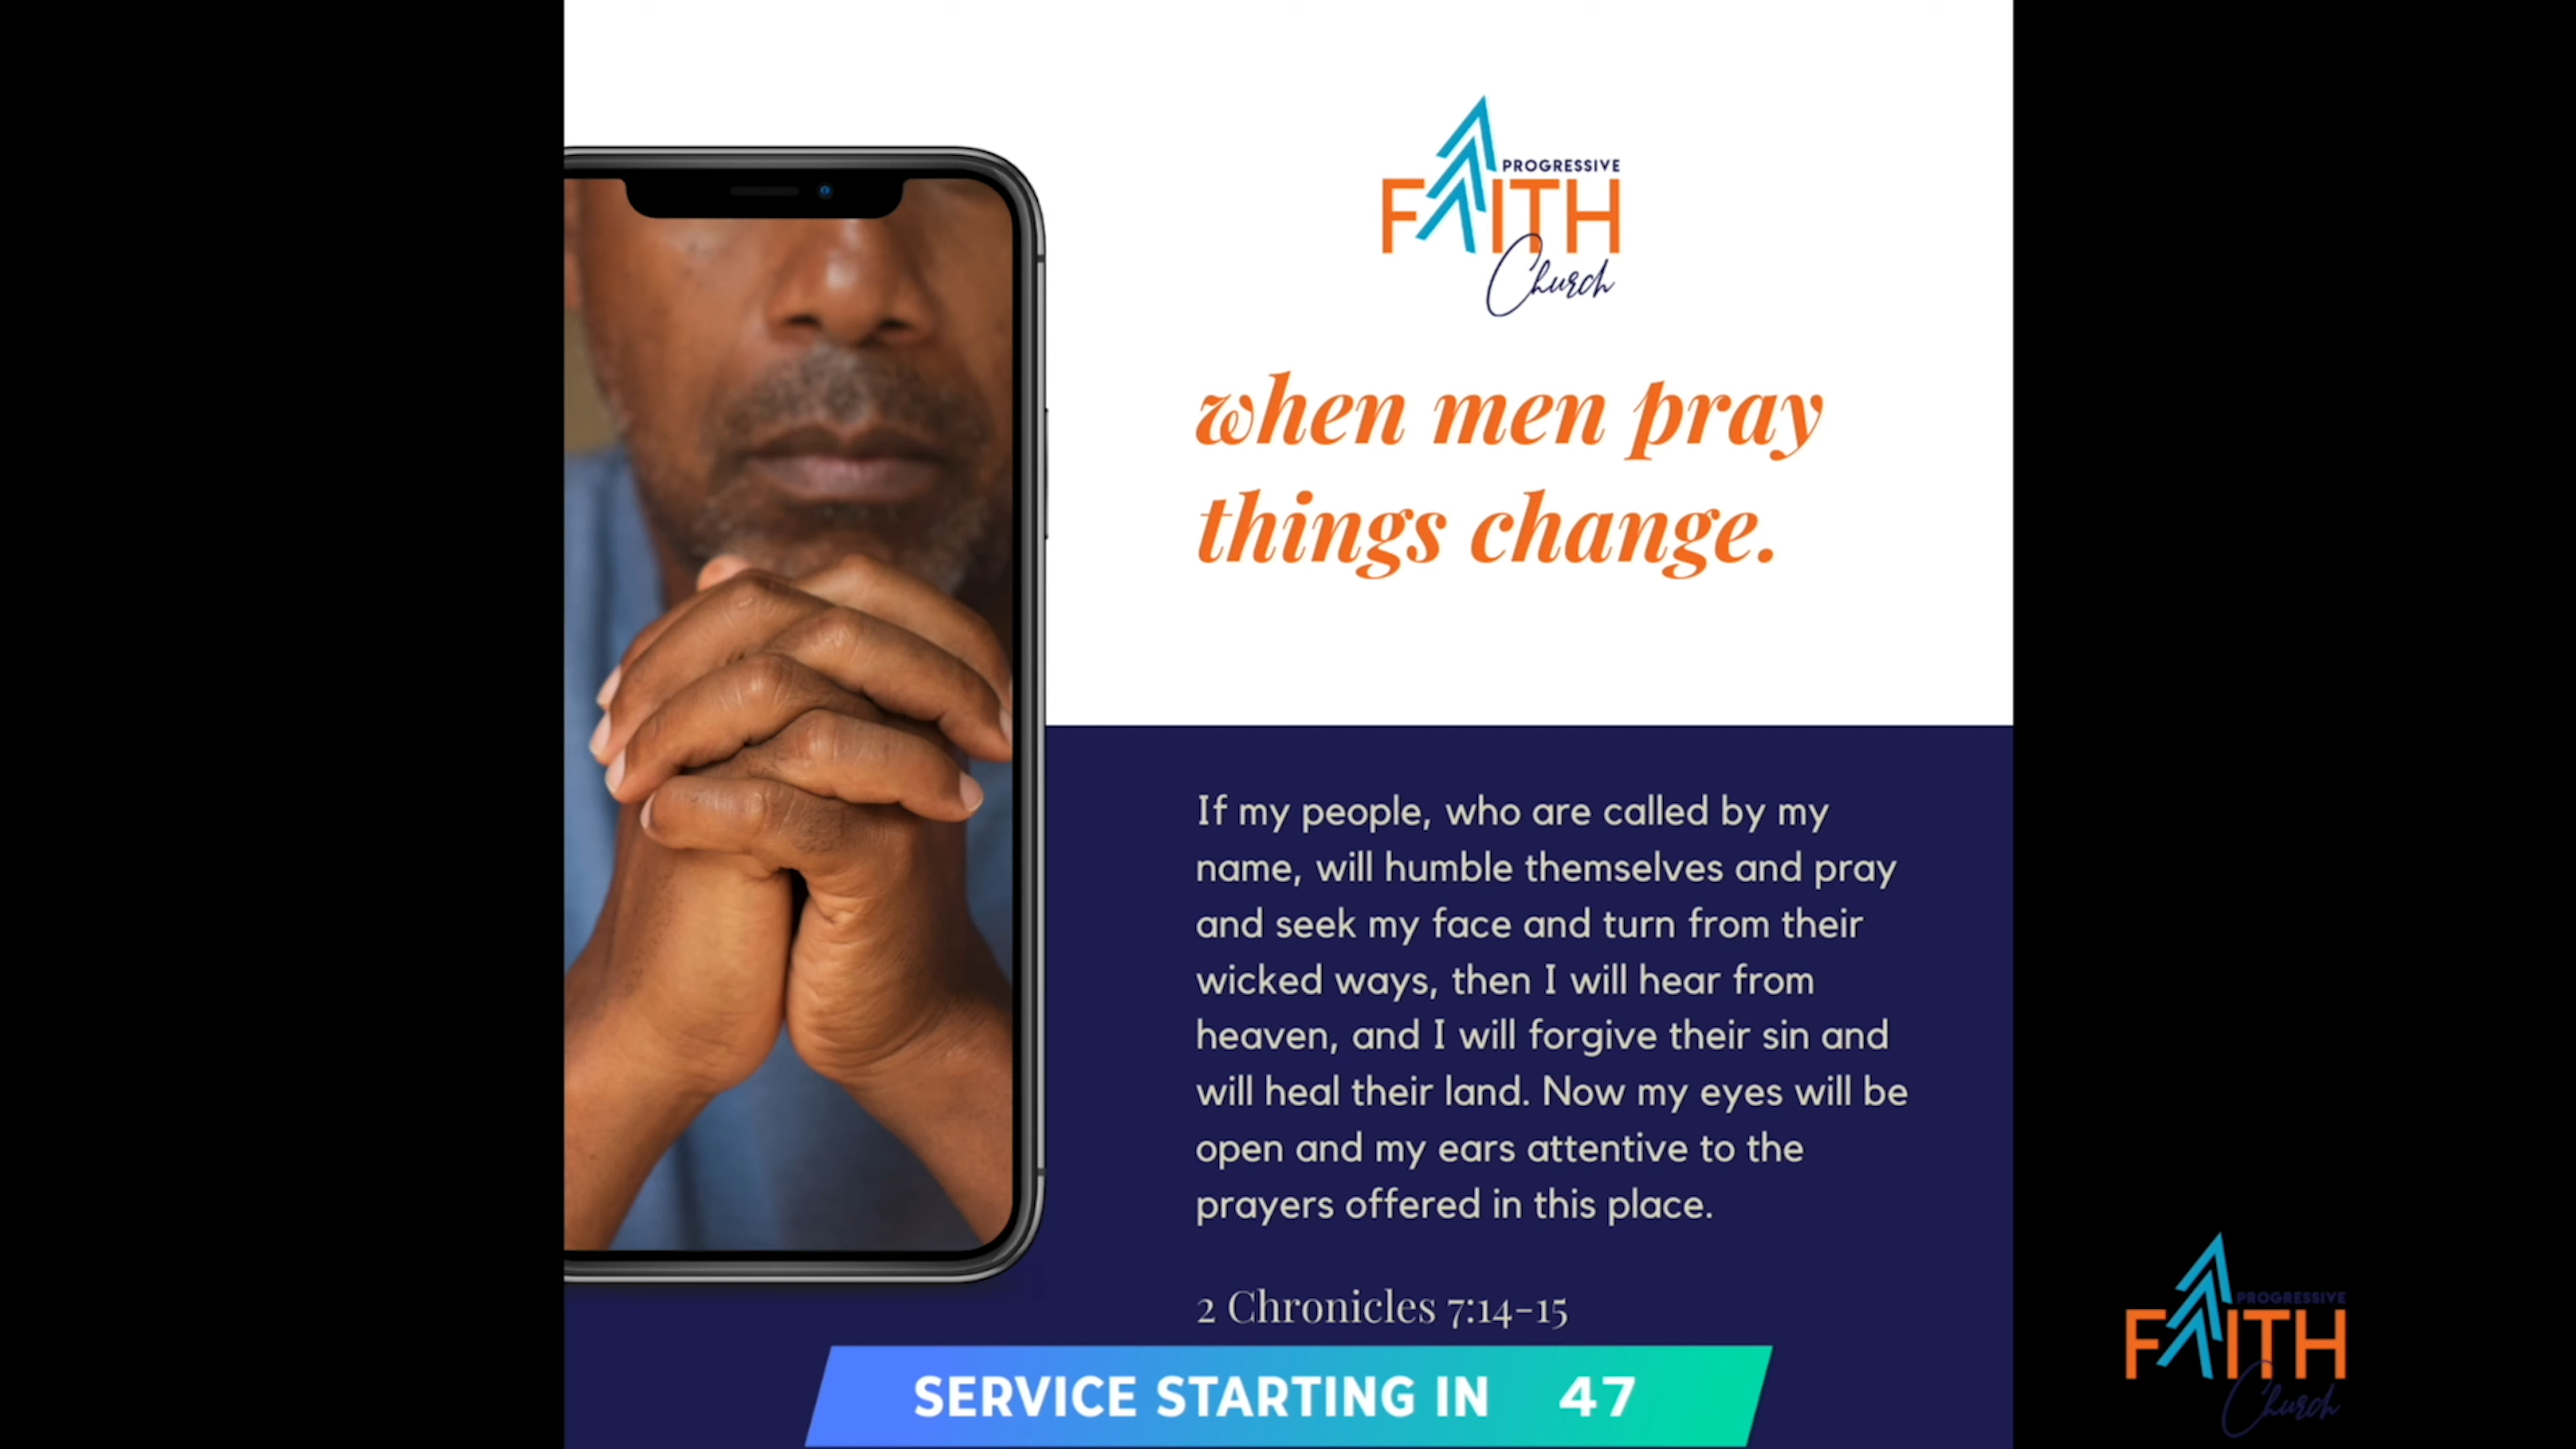 PROGRESSIVE
FAITH
Church
when men pray
things change.
If my people, who are called by my
name, will humble themselves and pray
and seek my face and turn from their
wicked ways, then I will hear from
heaven, and I will forgive their sin and
will heal their land. Now my eyes will be
open and my ears attentive to the
prayers offered in this place.
2 Chronicles 7:14-15
SERVICE STARTING IN 47
PROGRESSIVE
FAITH
Church